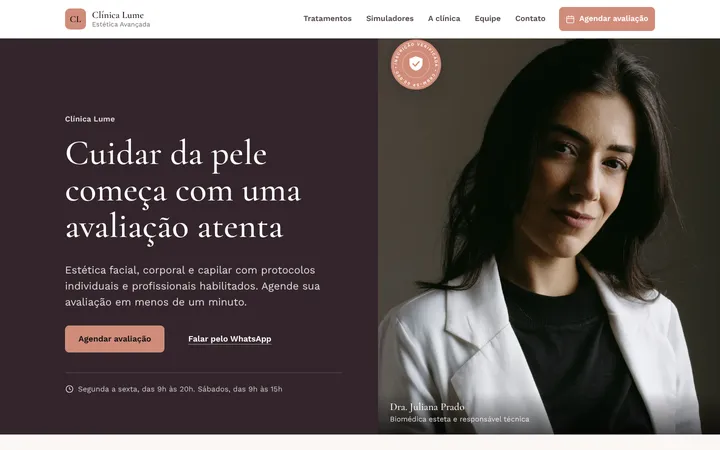 CL
Clínica Lume
Estética Avançada
Tratamentos
Simuladores
A clínica
Equipe
Contato
Agendar avaliação
Clínica Lume
Cuidar da pele
começa com uma
avaliação atenta
Estética facial, corporal e capilar com protocolos
individuais e profissionais habilitados. Agende sua
avaliação em menos de um minuto.
Agendar avaliação
Falar pelo WhatsApp
Segunda a sexta, das 9h às 20h. Sábados, das 9h às 15h
INSCRIÇÃO VERIFICADA
Dra. Juliana Prado
Biomédica esteta e responsável técnica